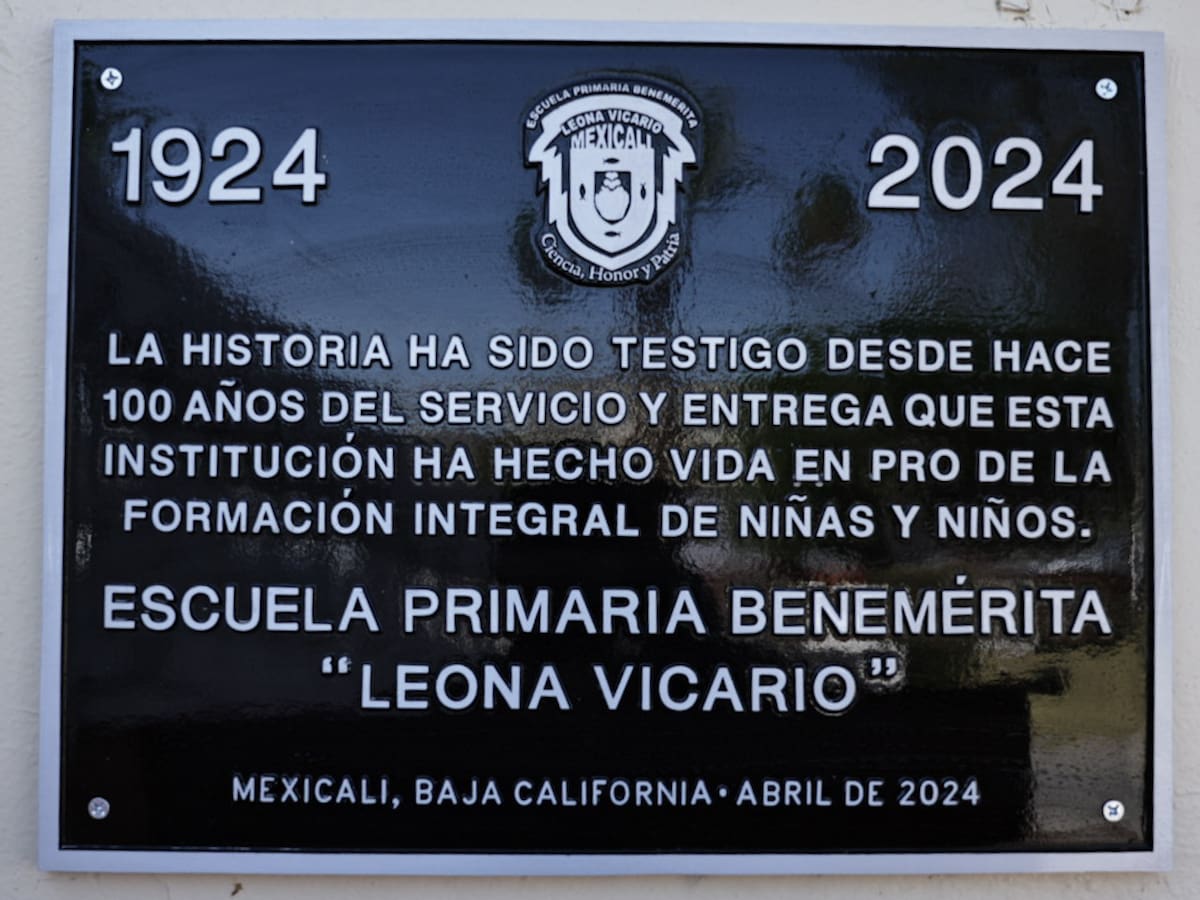 1924
ESCUELA PRIMARIA BENEMERITA
LEONA VICARIO
MEXICALI
Ciencia, Honor y Patria
2024
LA HISTORIA HA SIDO TESTIGO DESDE HACE
100 AÑOS DEL SERVICIO Y ENTREGA QUE ESTA
INSTITUCIÓN HA HECHO VIDA EN PRO DE LA
FORMACIÓN INTEGRAL DE NIÑAS Y NIÑOS.
ESCUELA PRIMARIA BENEMÉRITA
“LEONA VICARIO”
MEXICALI, BAJA CALIFORNIA • ABRIL DE 2024